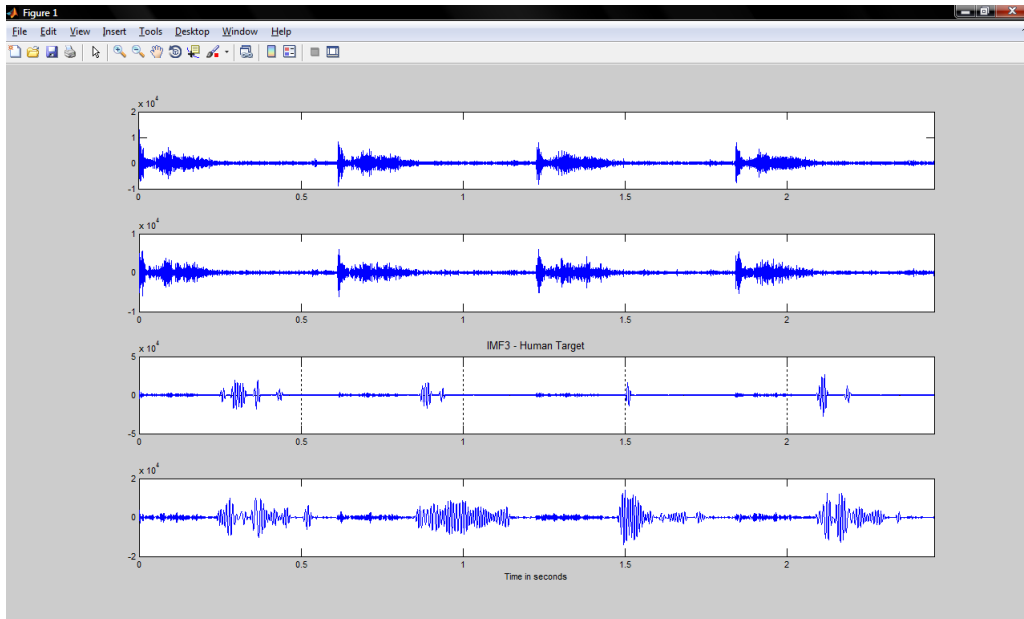 Figure 1
File Edit View Insert Tools Desktop Window Help
x 10^4
2
1
0
-1
0 0.5 1 1.5 2
x 10^4
1
0
-1
0 0.5 1 1.5 2
IMF3 - Human Target
x 10^4
5
0
-5
0 0.5 1 1.5 2
x 10^4
2
0
-2
0 0.5 1 1.5 2
Time in seconds